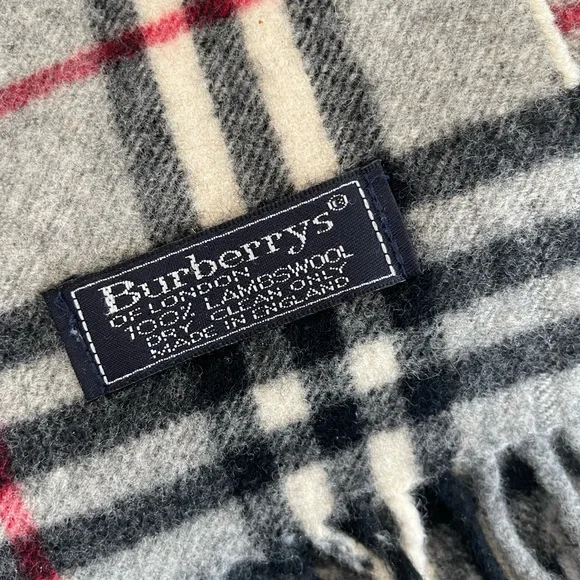 Burberrys®
OF LONDON
100% LAMBSWOOL
DRY CLEAN ONLY
MADE IN ENGLAND